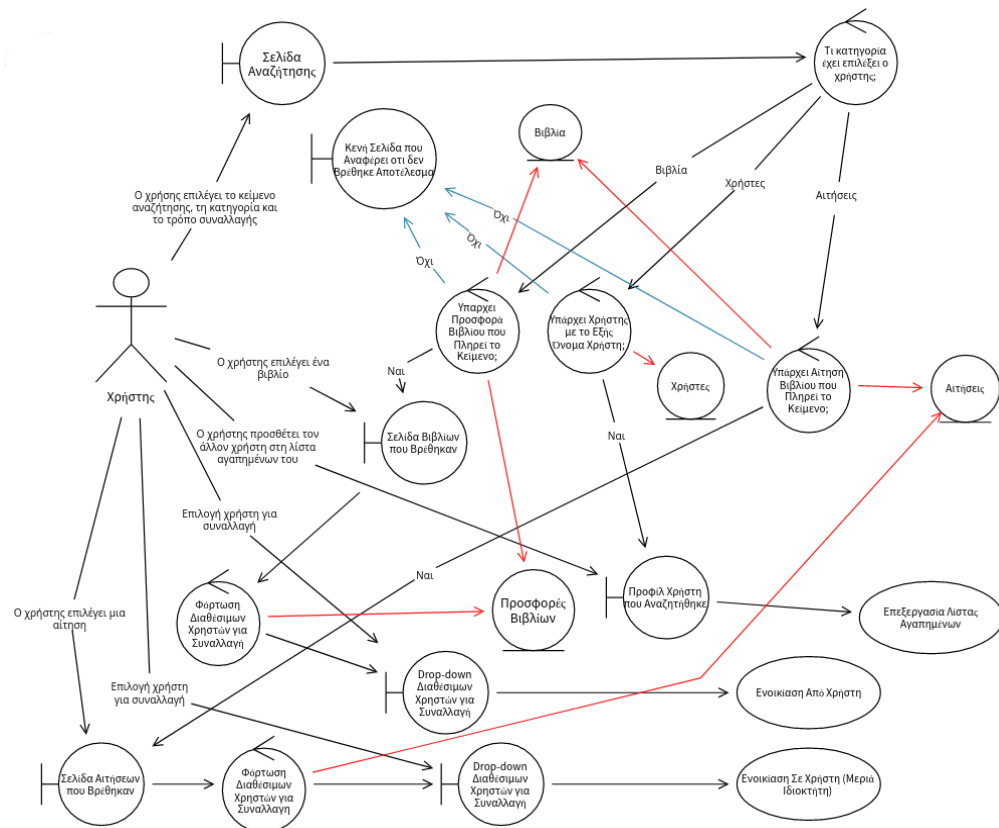 Σελίδα
Αναζήτησης
Τι κατηγορία
έχει επιλέξει ο
χρήστης;
Βιβλία
Κενή Σελίδα που
Αναφέρει οτι δεν
Βρέθηκε Αποτέλεσμα
Βιβλία
Χρήστες
Αιτήσεις
Ο χρήσης επιλέγει το κείμενο
αναζήτησης, τη κατηγορία και
το τρόπο συναλλαγής
Όχι
Όχι
Όχι
Υπαρχει
Προσφορά
Βιβλίου που
Πληρεί το
Κείμενο;
Υπάρχει Χρήστης
με το Εξής
Όνομα Χρήστη;
Υπάρχει Αίτηση
Βιβλίου που
Πληρεί το
Κείμενο;
Χρήστες
Αιτήσεις
Χρήστης
Ο χρήστης επιλέγει ένα
βιβλίο
Ναι
Ναι
Σελίδα Βιβλίων
που Βρέθηκαν
Ο χρήστης προσθέτει τον
άλλον χρήστη στη λίστα
αγαπημένων του
Επιλογή χρήστη για
συναλλαγή
Ναι
Ο χρήστης επιλέγει μια
αίτηση
Φόρτωση
Διαθέσιμων
Χρηστών για
Συναλλαγή
Προσφορές
Βιβλίων
Προφίλ Χρήστη
που Αναζητήθηκε
Επεξεργασία Λίστας
Αγαπημένων
Επιλογή χρήστη
για συναλλαγή
Drop-down
Διαθέσιμων
Χρηστών για
Συναλλαγή
Ενοικίαση Από Χρήστη
Σελίδα Αιτήσεων
που Βρέθηκαν
Φόρτωση
Διαθέσιμων
Χρηστών για
Συναλλαγη
Drop-down
Διαθέσιμων
Χρηστών για
Συναλλαγή
Ενοικίαση Σε Χρήστη (Μεριά
Ιδιοκτήτη)